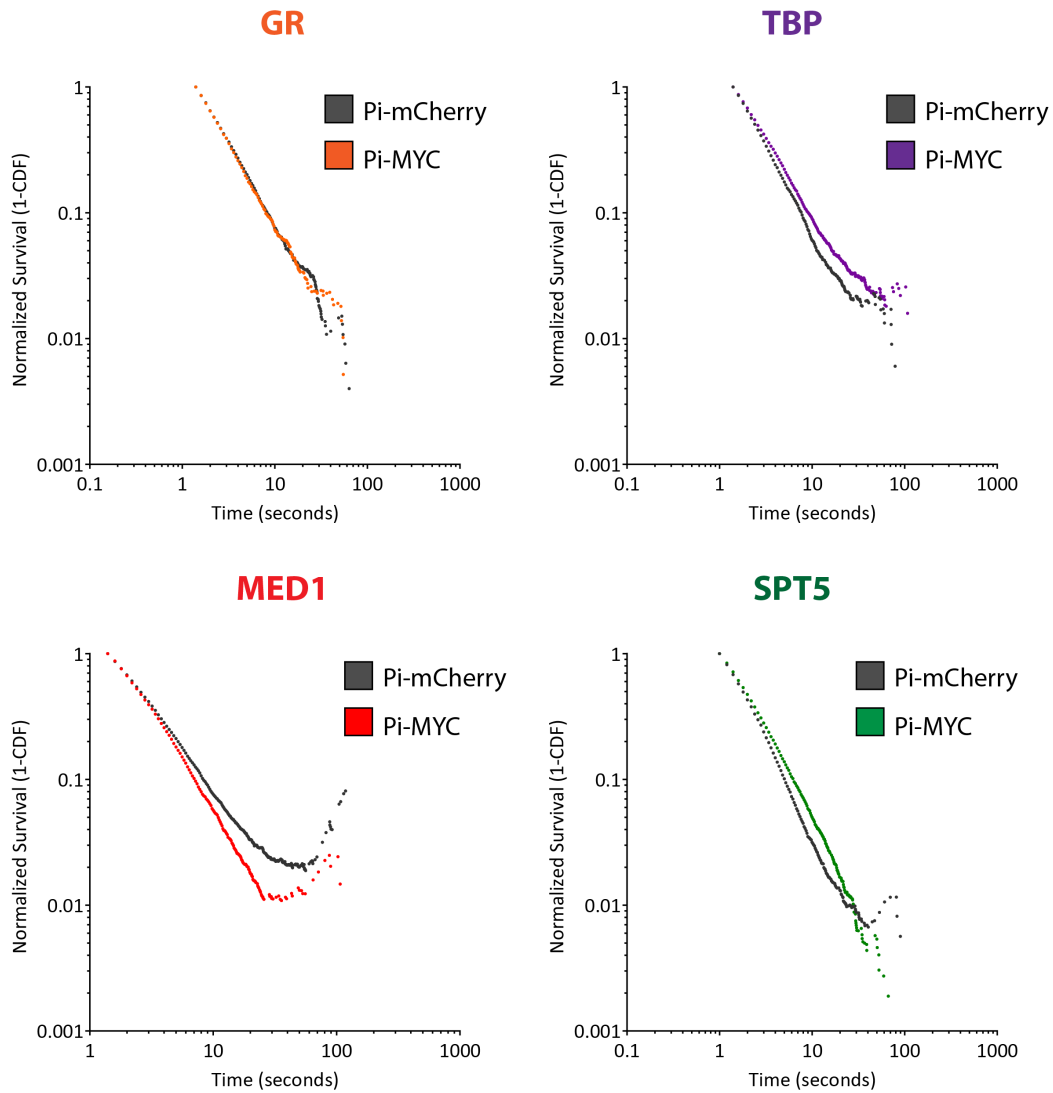 GR
Pi-mCherry
Pi-MYC
Normalized Survival (1-CDF)
1
0.1
0.01
0.001
0.1 1 10 100 1000
Time (seconds)
TBP
Pi-mCherry
Pi-MYC
Normalized Survival (1-CDF)
1
0.1
0.01
0.001
0.1 1 10 100 1000
Time (seconds)
MED1
Pi-mCherry
Pi-MYC
Normalized Survival (1-CDF)
1
0.1
0.01
0.001
1 10 100 1000
Time (seconds)
SPT5
Pi-mCherry
Pi-MYC
Normalized Survival (1-CDF)
1
0.1
0.01
0.001
0.1 1 10 100 1000
Time (seconds)